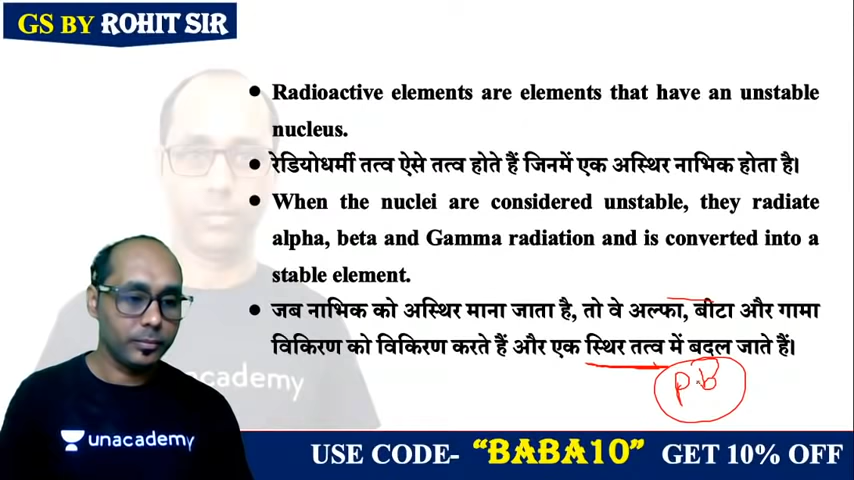 GS BY ROHIT SIR
Radioactive elements are elements that have an unstable
nucleus.
रेडियोधर्मी तत्व ऐसे तत्व होते हैं जिनमें एक अस्थिर नाभिक होता है।
When the nuclei are considered unstable, they radiate
alpha, beta and Gamma radiation and is converted into a
stable element.
जब नाभिक को अस्थिर माना जाता है, तो वे अल्फा, बीटा और गामा
विकिरण को विकिरण करते हैं और एक स्थिर तत्व में बदल जाते हैं।
P.b
cademy
unacademy
USE CODE- “BABA10” GET 10% OFF